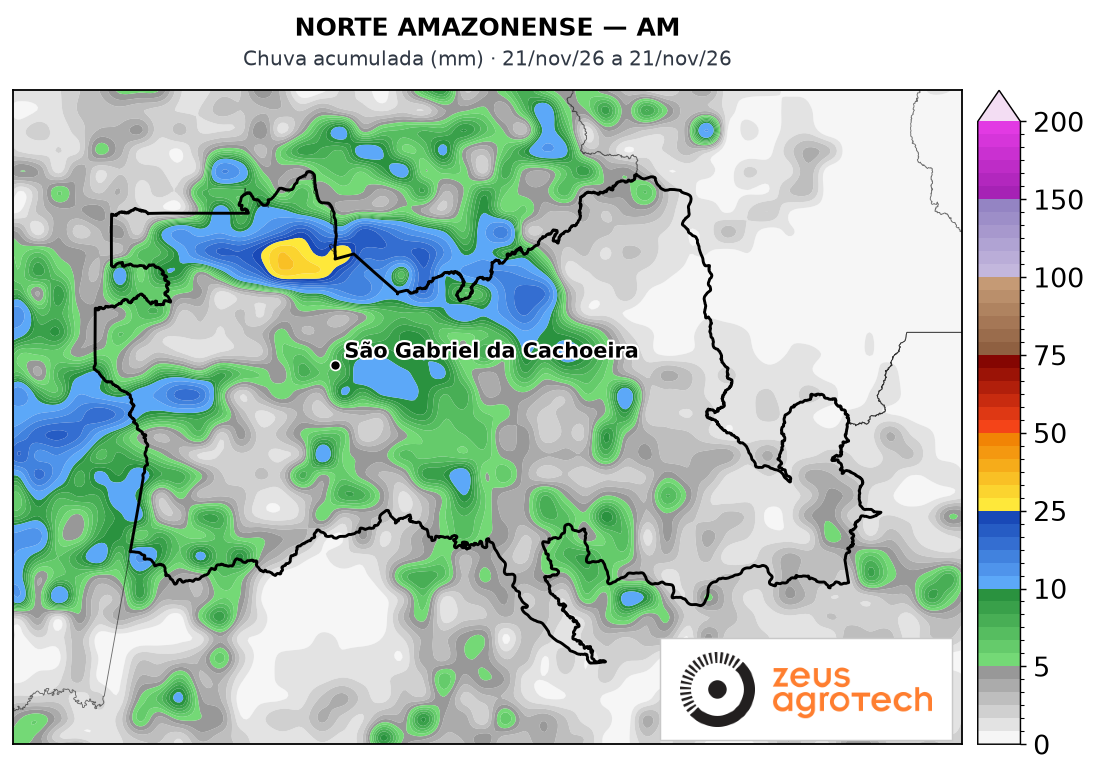 NORTE AMAZONENSE — AM
Chuva acumulada (mm) · 21/nov/26 a 21/nov/26
São Gabriel da Cachoeira
200
150
100
75
50
25
10
5
0
zeus
agrotech